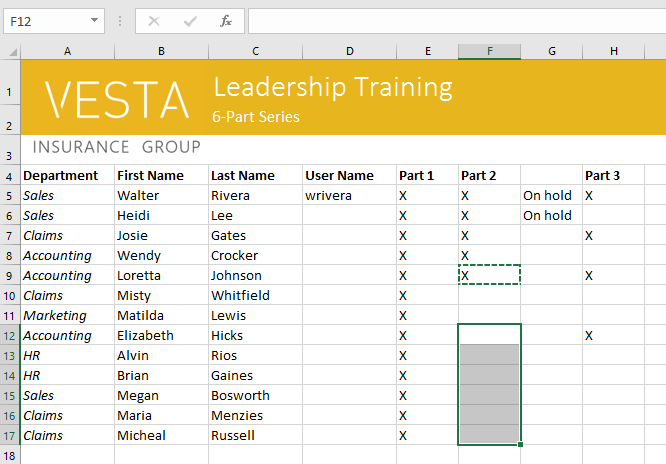 F12 fx
A B C D E F G H
1 VESTA Leadership Training
2 6-Part Series
3 INSURANCE GROUP
4 Department First Name Last Name User Name Part 1 Part 2 Part 3
5 Sales Walter Rivera wrivera X X On hold X
6 Sales Heidi Lee X X On hold
7 Claims Josie Gates X X X
8 Accounting Wendy Crocker X X
9 Accounting Loretta Johnson X X X
10 Claims Misty Whitfield X
11 Marketing Matilda Lewis X
12 Accounting Elizabeth Hicks X X
13 HR Alvin Rios X
14 HR Brian Gaines X
15 Sales Megan Bosworth X
16 Claims Maria Menzies X
17 Claims Micheal Russell X
18